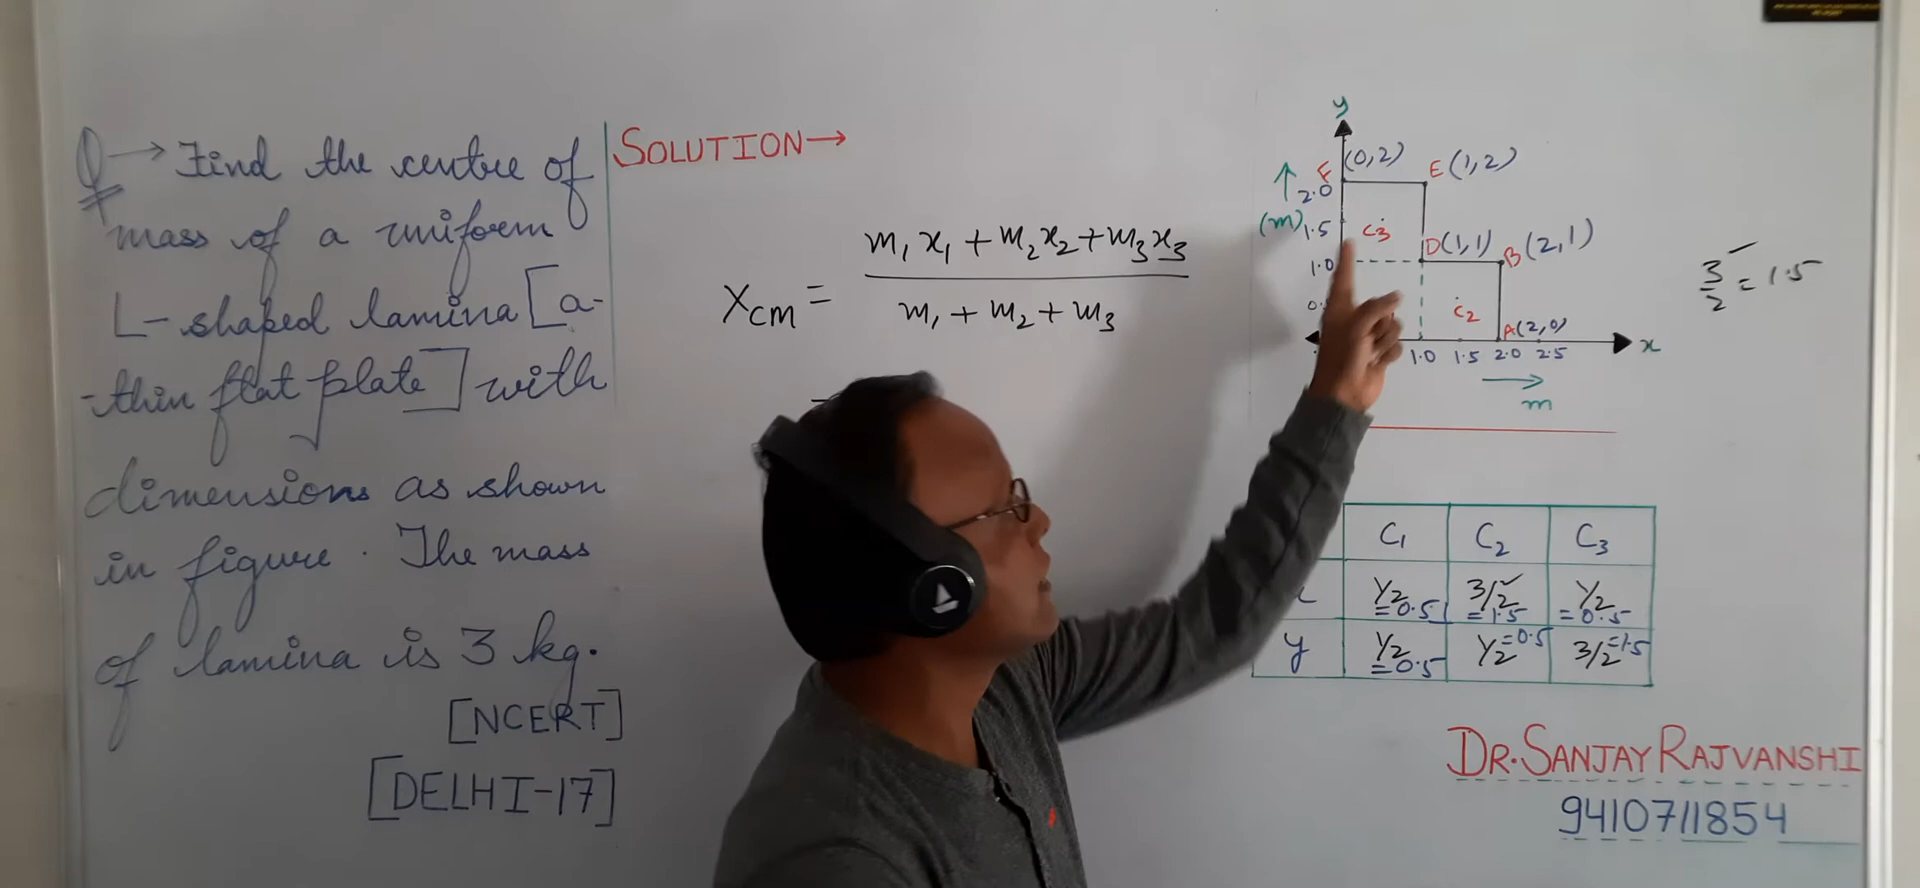 Q → Find the centre of
mass of a uniform
L-shaped lamina [a-
-thin flat plate] with
dimensions as shown
in figure. The mass
of lamina is 3 kg.
[NCERT]
[DELHI-17]
SOLUTION→
m₁x₁ + m₂x₂ + m₃x₃
X_CM =
m₁ + m₂ + m₃
y
F (0,2) E (1,2)
↑ 2.0
(m) 1.5 C₃
D(1,1) B (2,1)
1.0
C₂
A (2,0)
1.0 1.5 2.0 2.5 x
→
m
3/2 = 1.5
C₁ C₂ C₃
1/2 = 0.5 3/2 = 1.5 1/2 = 0.5
y 1/2 = 0.5 1/2 = 0.5 3/2 = 1.5
DR. SANJAY RAJVANSHI
9410711854